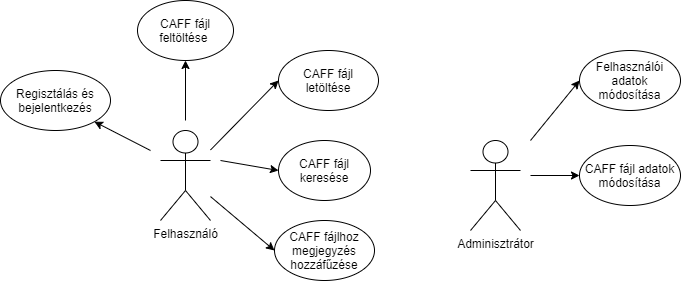 CAFF fájl
feltöltése
CAFF fájl
letöltése
Regisztálás és
bejelentkezés
CAFF fájl
keresése
CAFF fájlhoz
megjegyzés
hozzáfűzése
Felhasználó
Felhasználói
adatok
módosítása
CAFF fájl adatok
módosítása
Adminisztrátor